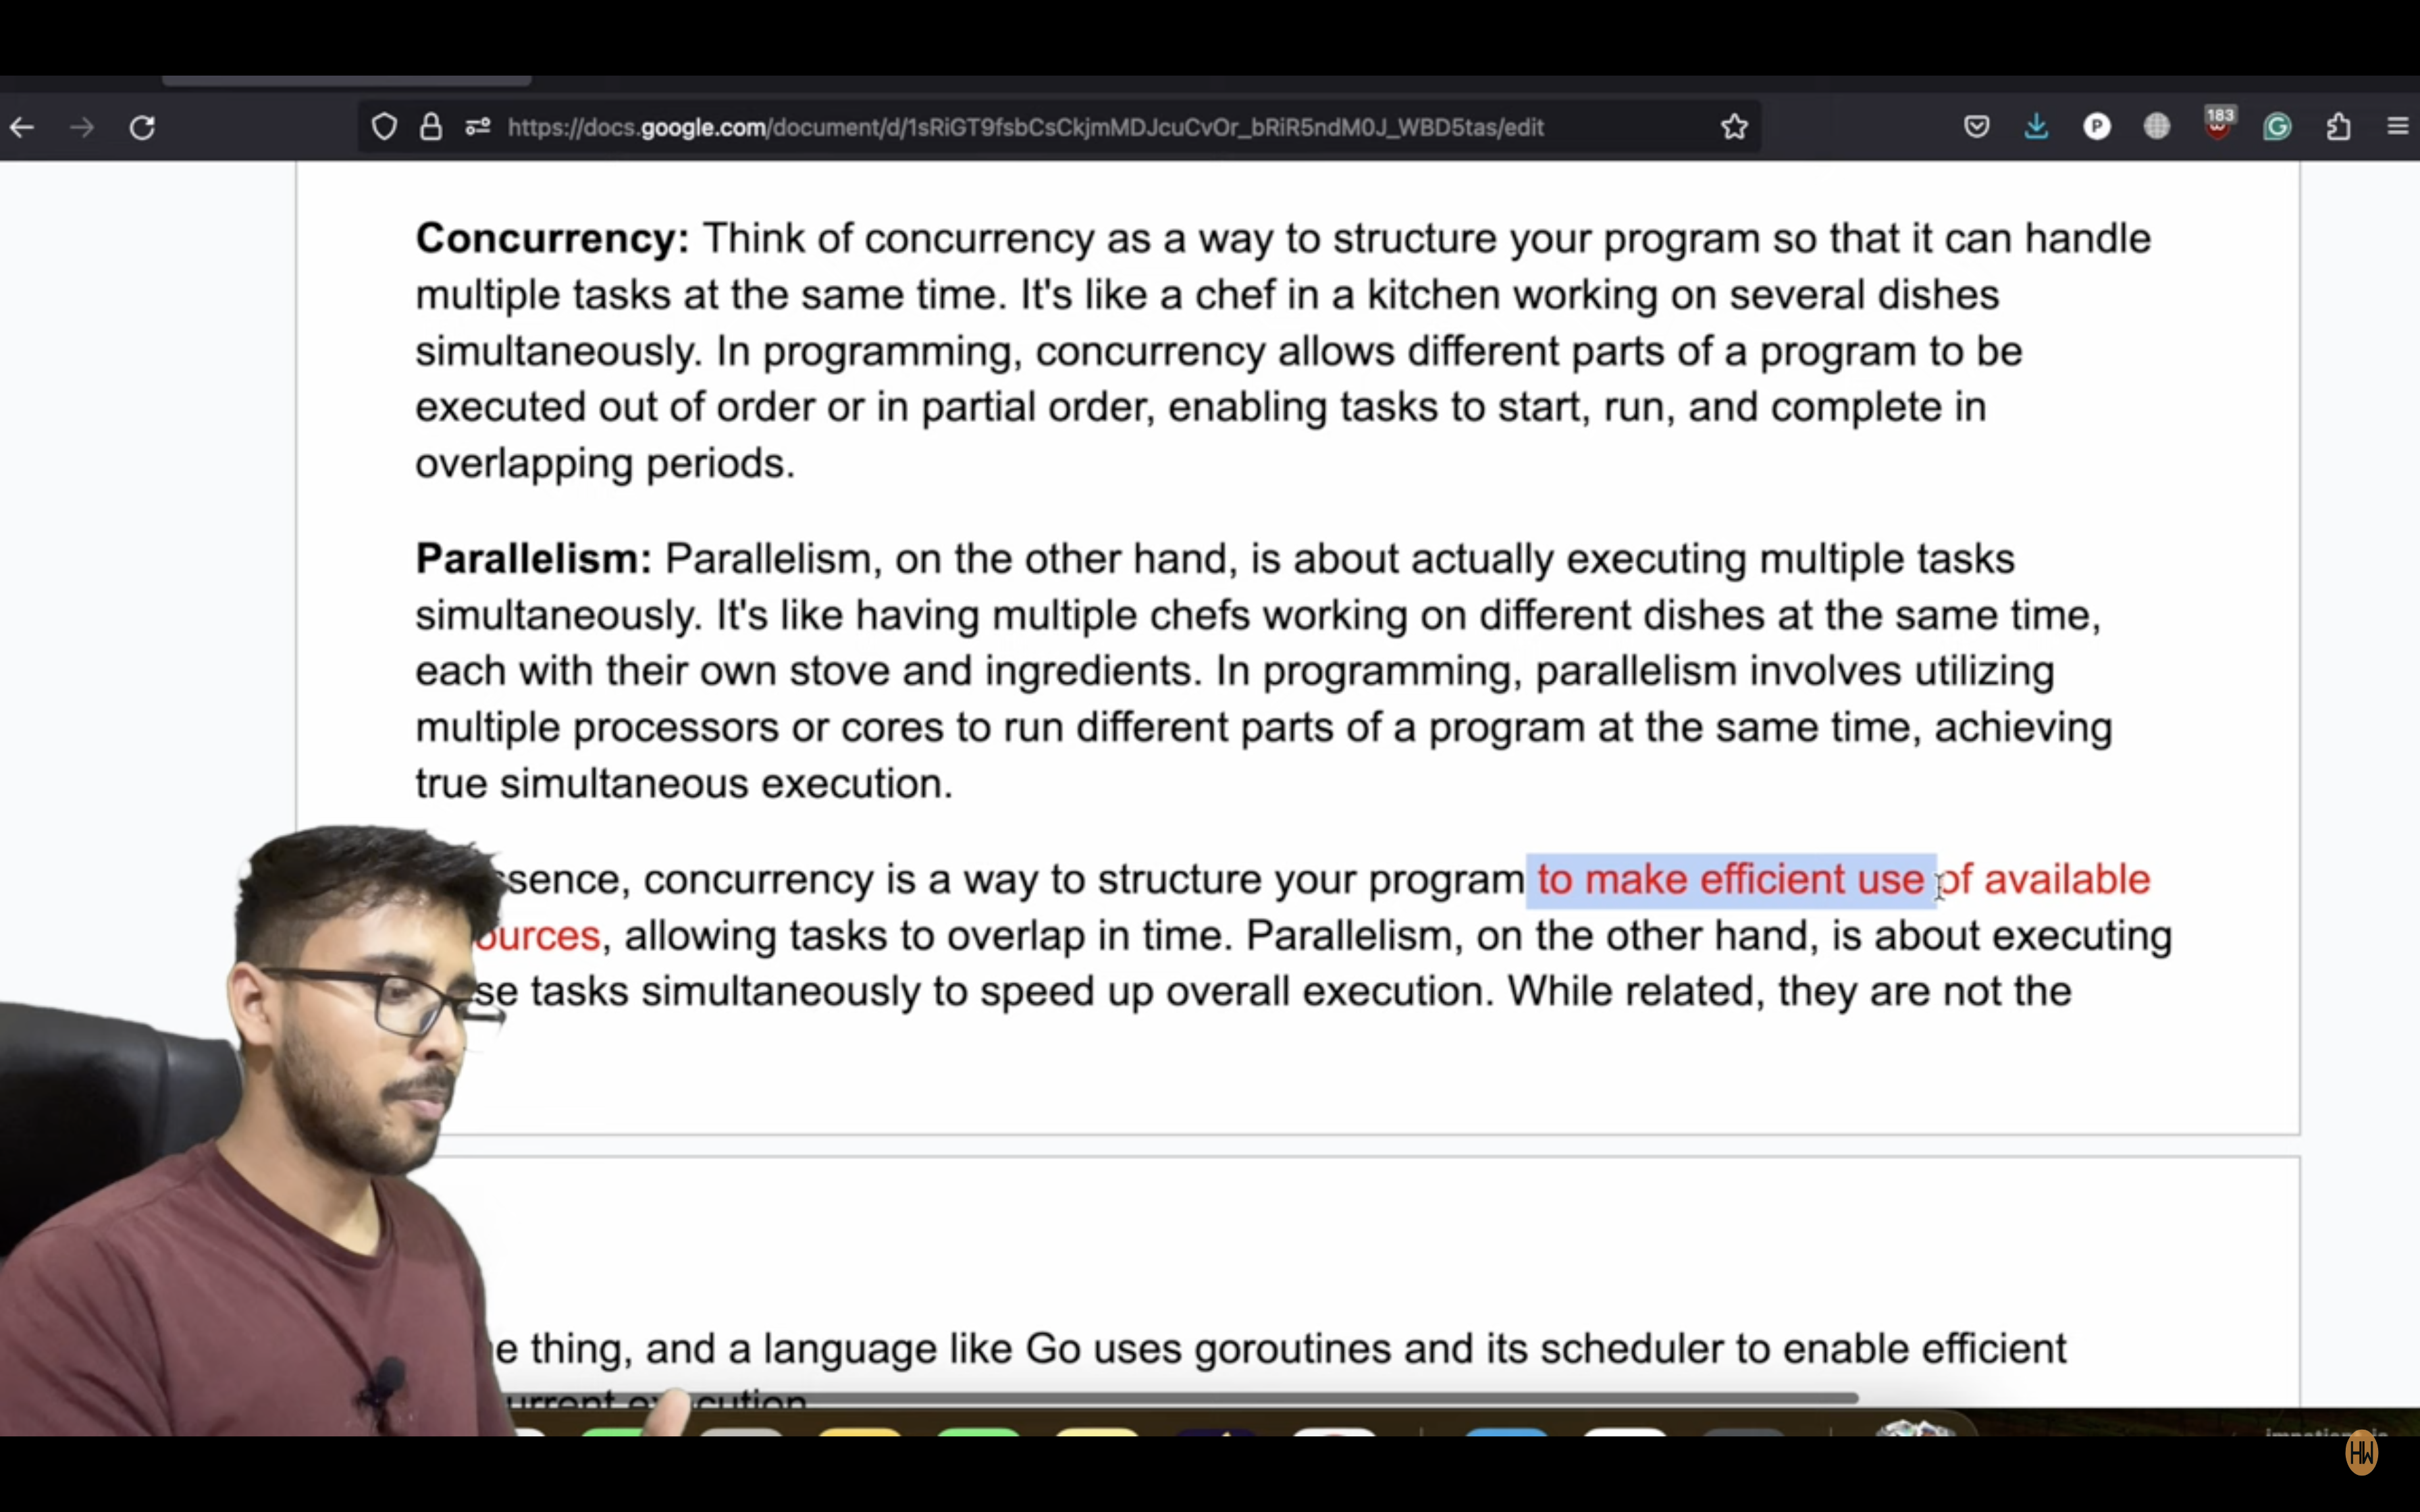 https://docs.google.com/document/d/1sRiGT9fsbCsCkjmMDJcuCvOr_bRiR5ndM0J_WBD5tas/edit
P
183
G
Concurrency: Think of concurrency as a way to structure your program so that it can handle
multiple tasks at the same time. It's like a chef in a kitchen working on several dishes
simultaneously. In programming, concurrency allows different parts of a program to be
executed out of order or in partial order, enabling tasks to start, run, and complete in
overlapping periods.
Parallelism: Parallelism, on the other hand, is about actually executing multiple tasks
simultaneously. It's like having multiple chefs working on different dishes at the same time,
each with their own stove and ingredients. In programming, parallelism involves utilizing
multiple processors or cores to run different parts of a program at the same time, achieving
true simultaneous execution.
ssence, concurrency is a way to structure your program to make efficient use of available
ources, allowing tasks to overlap in time. Parallelism, on the other hand, is about executing
se tasks simultaneously to speed up overall execution. While related, they are not the
e thing, and a language like Go uses goroutines and its scheduler to enable efficient
HW